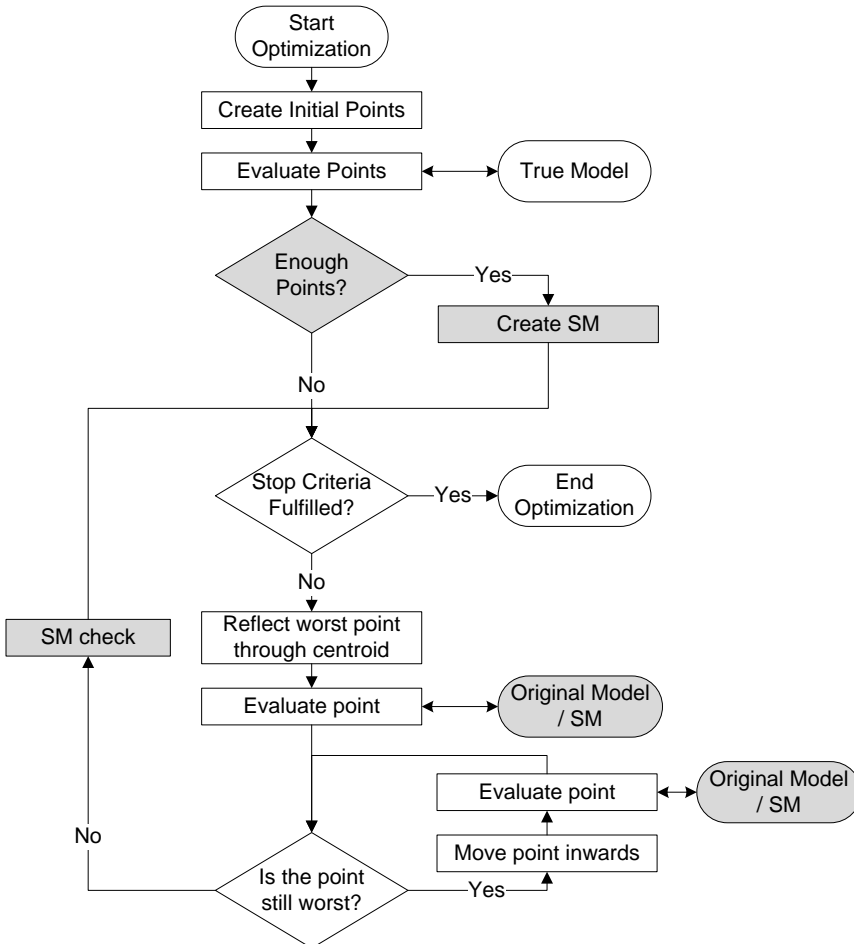 Start
Optimization
Create Initial Points
Evaluate Points
True Model
Enough
Points?
Yes
Create SM
No
Stop Criteria
Fulfilled?
Yes
End
Optimization
No
Reflect worst point
through centroid
SM check
Evaluate point
Original Model
/ SM
Evaluate point
Original Model
/ SM
No
Move point inwards
Is the point
still worst?
Yes